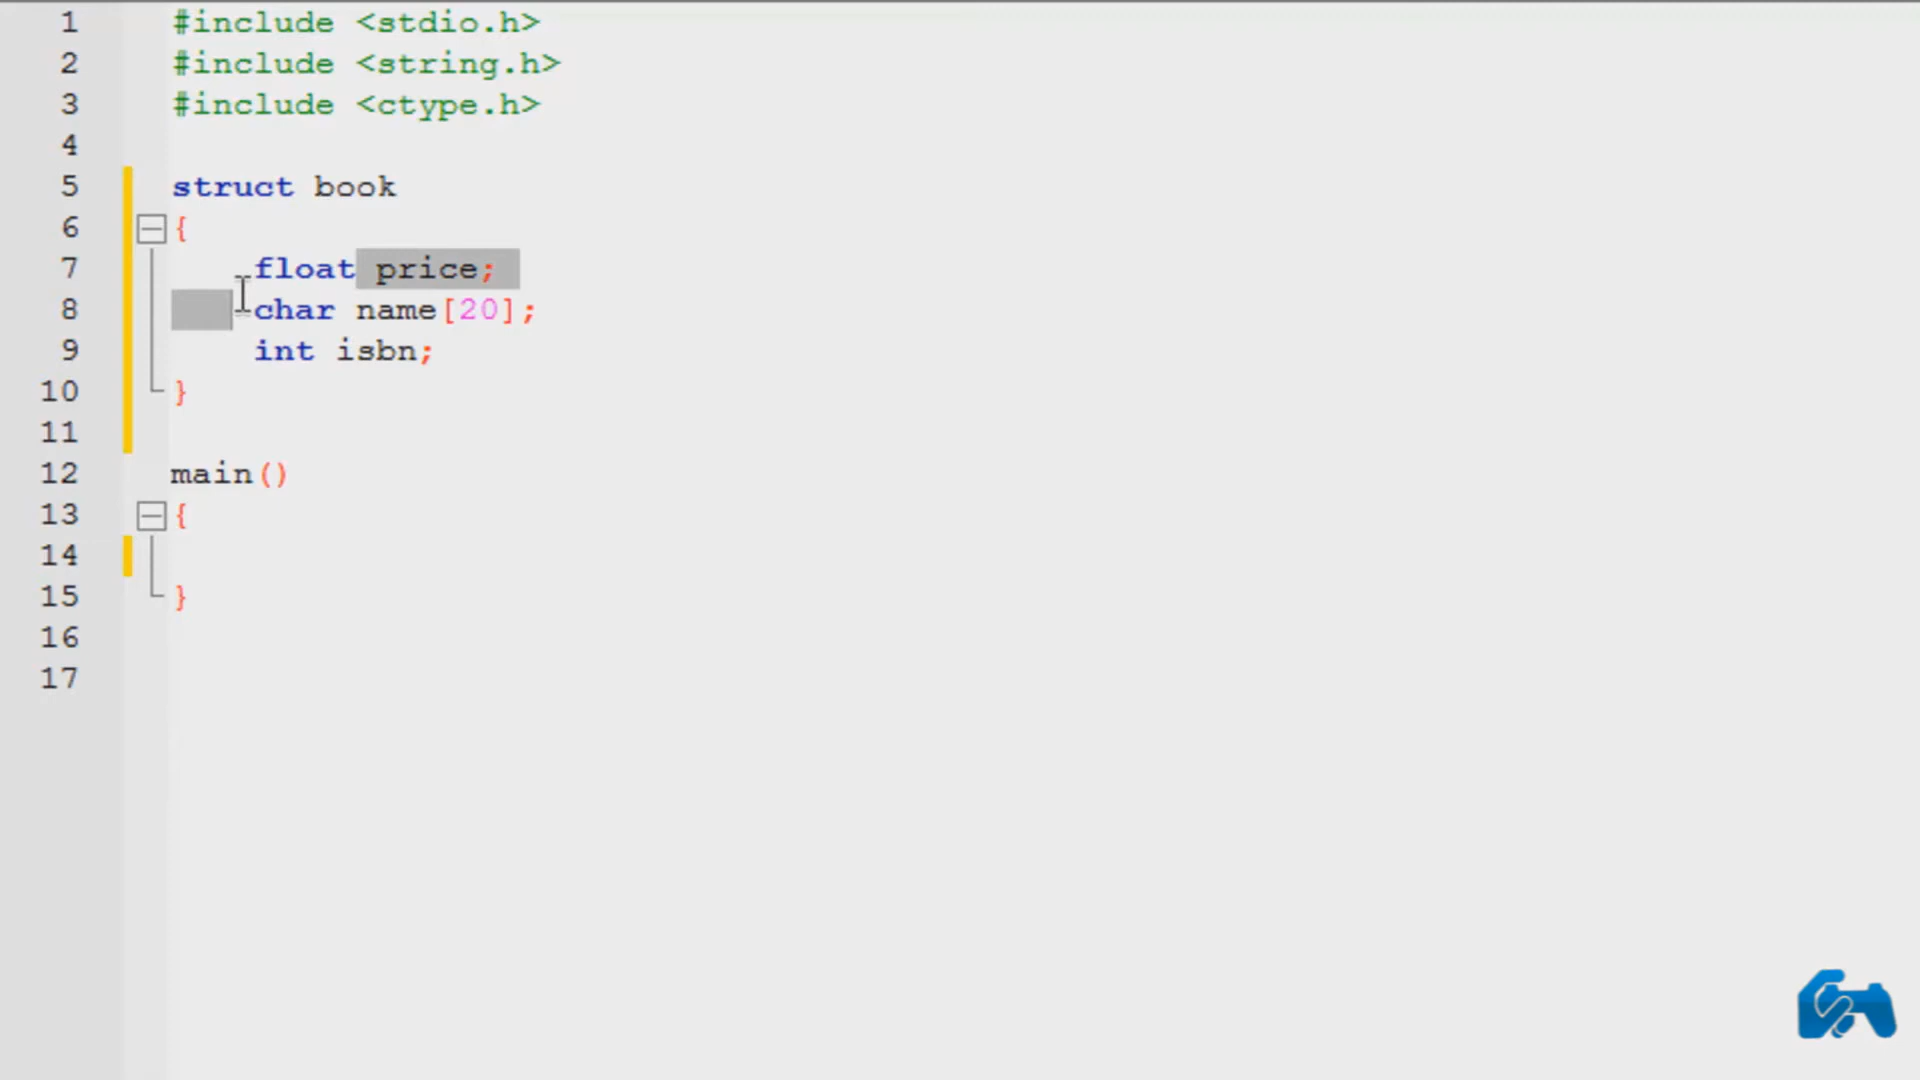 1 #include <stdio.h>
2 #include <string.h>
3 #include <ctype.h>
4
5 struct book
6 {
7 float price;
8 char name[20];
9 int isbn;
10 }
11
12 main()
13 {
14
15 }
16
17